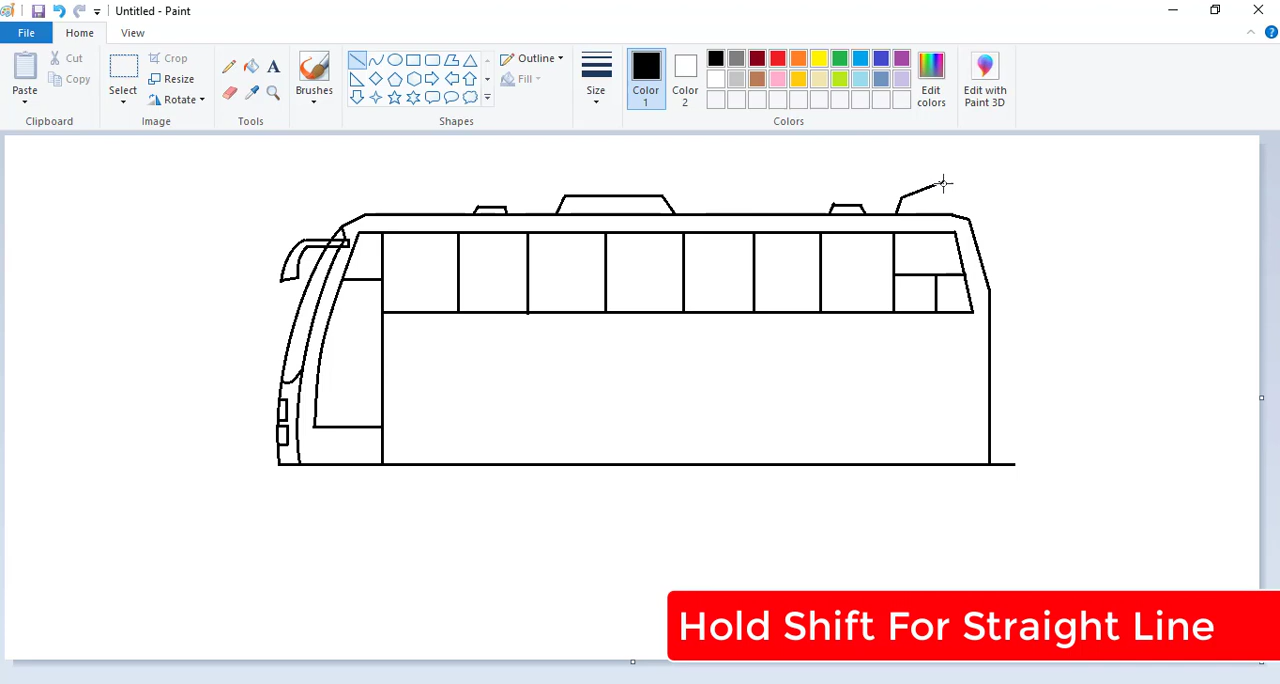 Untitled - Paint
File Home View
Paste
Cut
Copy
Clipboard
Select
Crop
Resize
Rotate
Image
A
Tools
Brushes
Shapes
Outline
Fill
Size
Color
1
Color
2
Edit
colors
Colors
Edit with
Paint 3D
Hold Shift For Straight Line